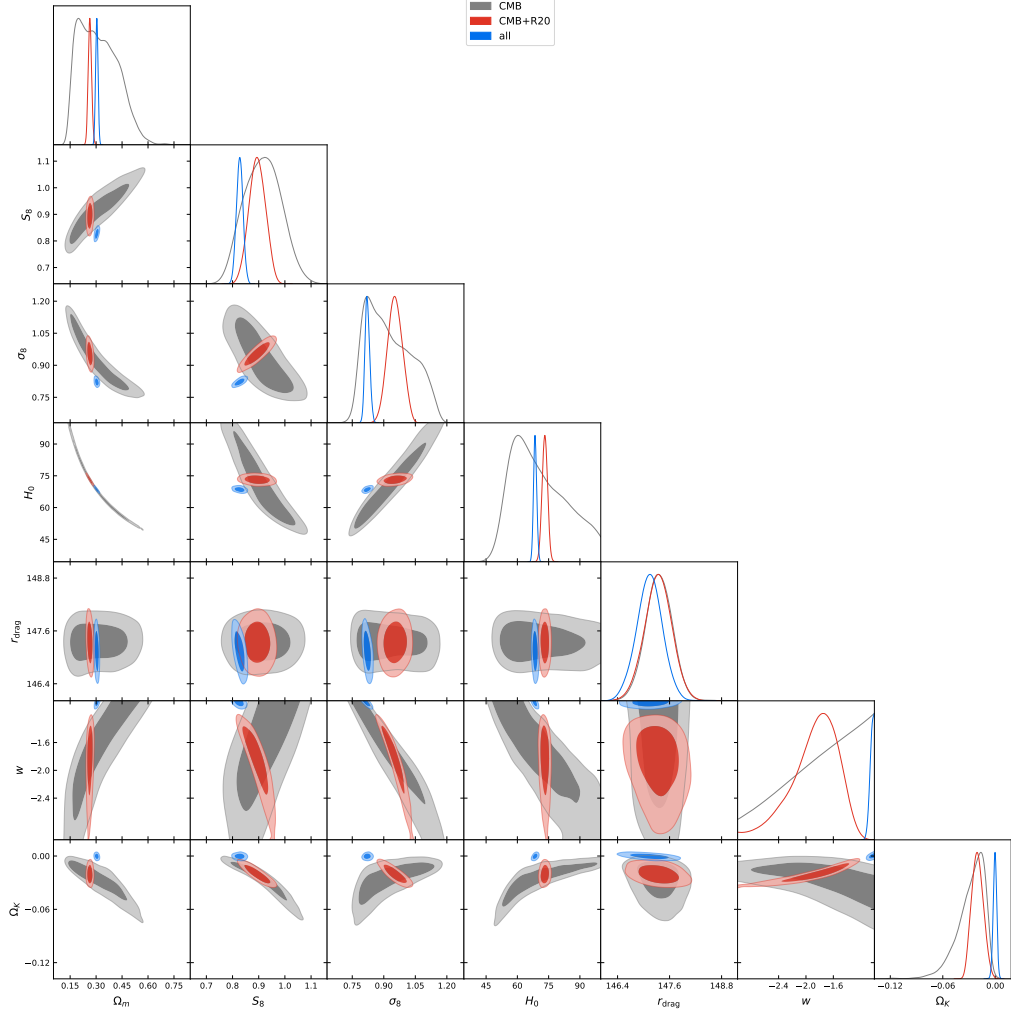 CMB
CMB+R20
all
1.1
1.0
0.9
0.8
0.7
S8
1.20
1.05
0.90
0.75
σ8
90
75
60
45
H0
148.8
147.6
146.4
rdrag
−1.6
−2.0
−2.4
w
0.00
−0.06
−0.12
ΩK
0.15 0.30 0.45 0.60 0.75
0.7 0.8 0.9 1.0 1.1
0.75 0.90 1.05 1.20
45 60 75 90
146.4 147.6 148.8
−2.4 −2.0 −1.6
−0.12 −0.06 0.00
Ωm S8 σ8 H0 rdrag w ΩK